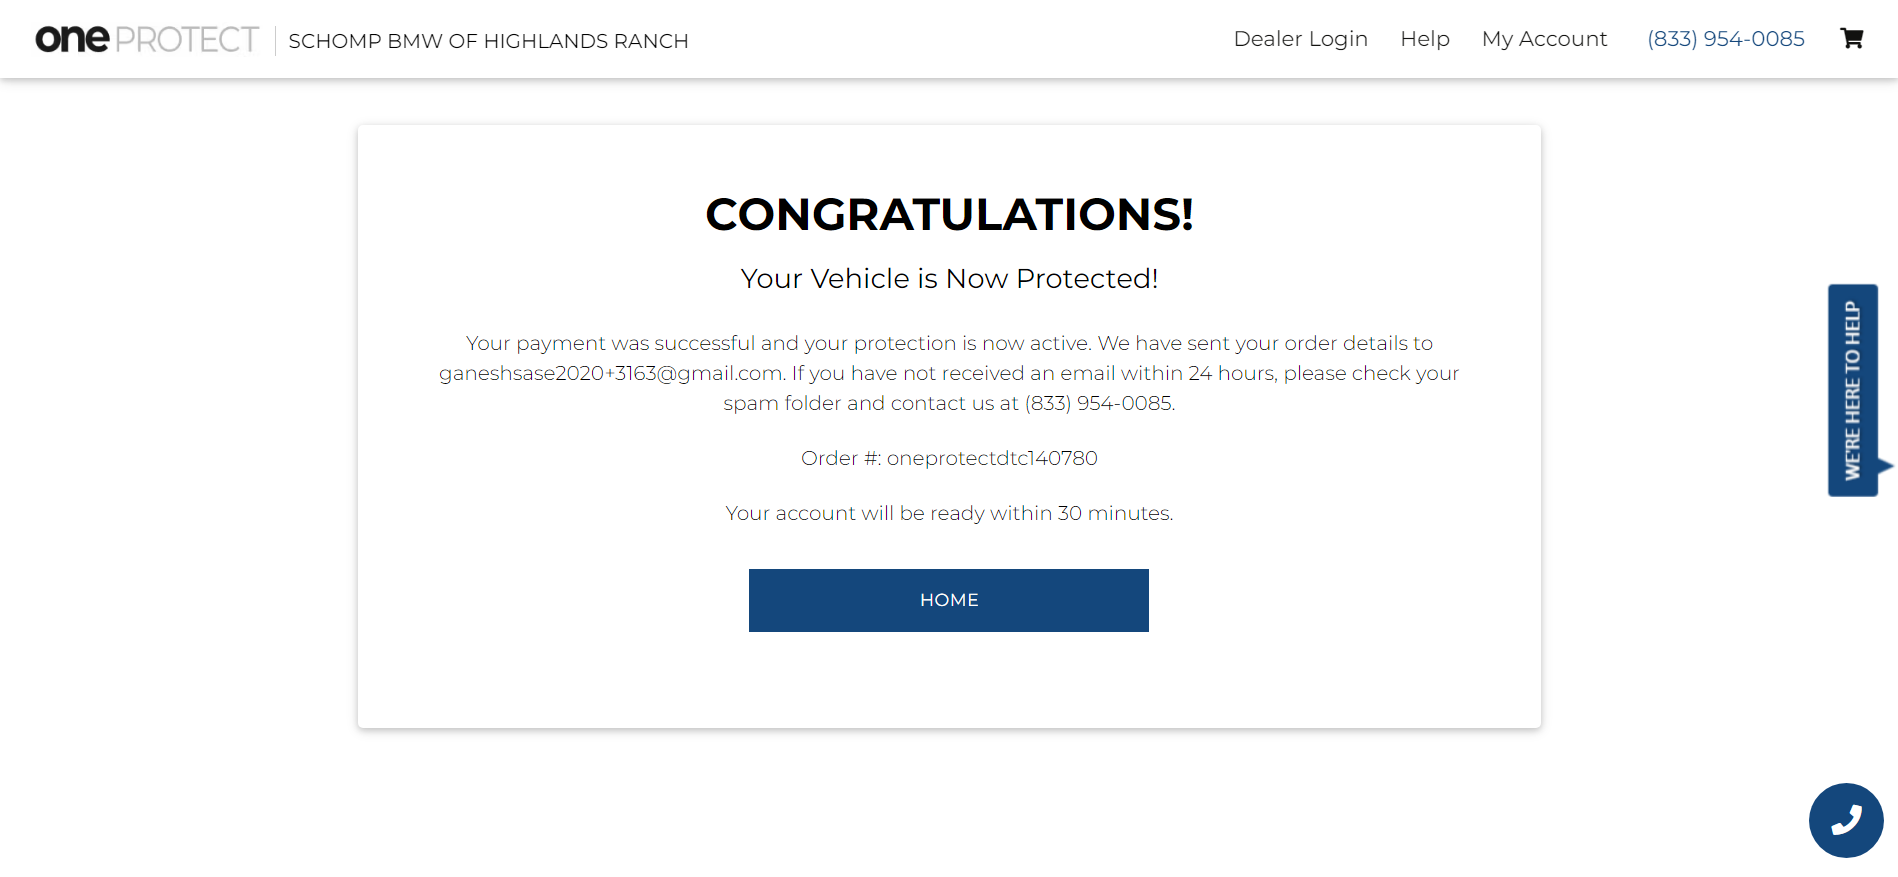 one PROTECT SCHOMP BMW OF HIGHLANDS RANCH Dealer Login Help My Account (833) 954-0085
CONGRATULATIONS!
Your Vehicle is Now Protected!
Your payment was successful and your protection is now active. We have sent your order details to
ganeshsase2020+3163@gmail.com. If you have not received an email within 24 hours, please check your
spam folder and contact us at (833) 954-0085.
Order #: oneprotectdtc140780
Your account will be ready within 30 minutes.
HOME
WE'RE HERE TO HELP